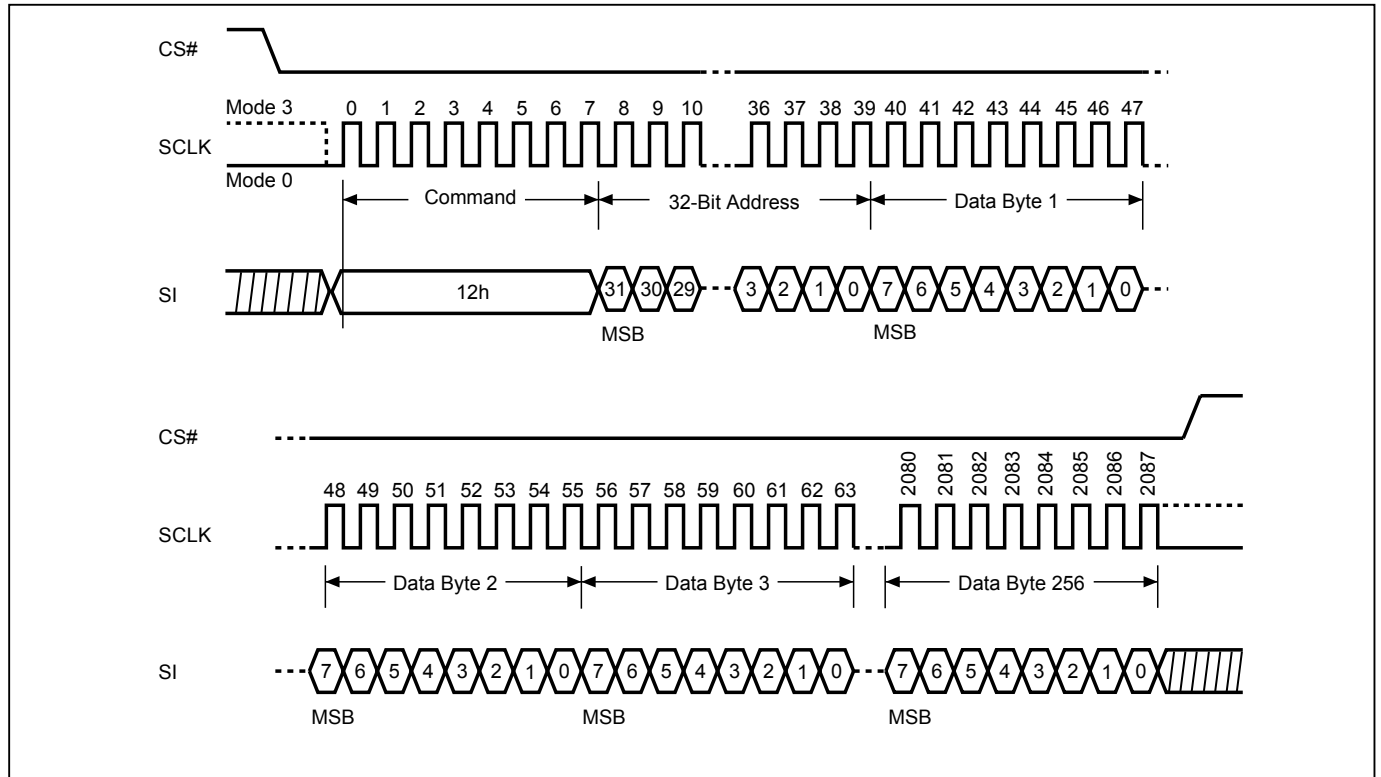 CS#
Mode 3
0 1 2 3 4 5 6 7 8 9 10 36 37 38 39 40 41 42 43 44 45 46 47
SCLK
Mode 0
Command 32-Bit Address Data Byte 1
SI 12h 31 30 29 3 2 1 0 7 6 5 4 3 2 1 0
MSB MSB
CS#
48 49 50 51 52 53 54 55 56 57 58 59 60 61 62 63 2080 2081 2082 2083 2084 2085 2086 2087
SCLK
Data Byte 2 Data Byte 3 Data Byte 256
SI 7 6 5 4 3 2 1 0 7 6 5 4 3 2 1 0 7 6 5 4 3 2 1 0
MSB MSB MSB